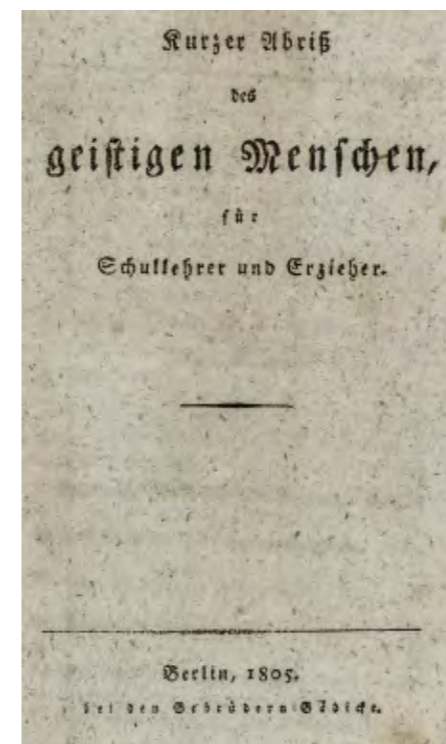 Kurzer Abriß
des
geistigen Menschen,
für
Schullehrer und Erzieher.
Berlin, 1805.
bei den Gebrüdern Gädicke.